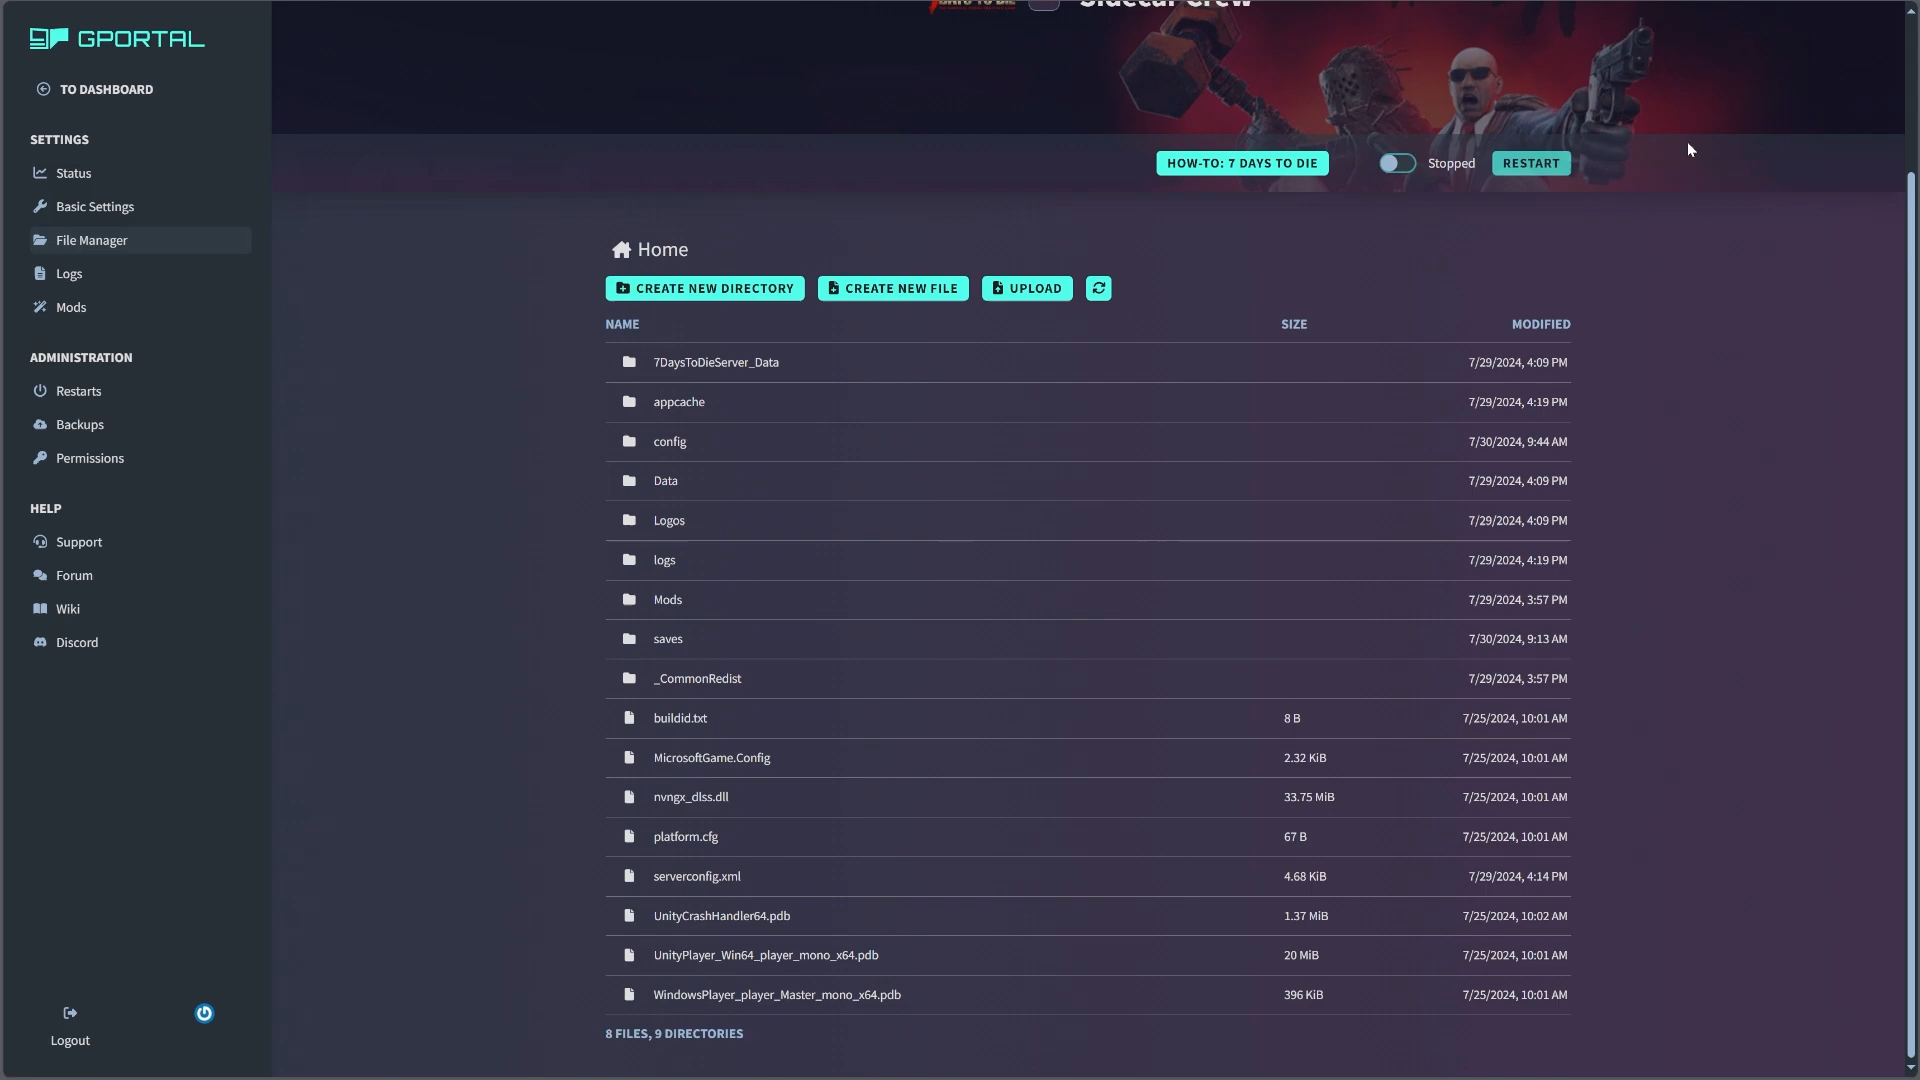 GPORTAL
TO DASHBOARD
SETTINGS
Status
Basic Settings
File Manager
Logs
Mods
ADMINISTRATION
Restarts
Backups
Permissions
HELP
Support
Forum
Wiki
Discord
Logout
Sidecar Crew
HOW-TO: 7 DAYS TO DIE
Stopped
RESTART
Home
CREATE NEW DIRECTORY
CREATE NEW FILE
UPLOAD
NAME SIZE MODIFIED
7DaysToDieServer_Data 7/29/2024, 4:09 PM
appcache 7/29/2024, 4:19 PM
config 7/30/2024, 9:44 AM
Data 7/29/2024, 4:09 PM
Logos 7/29/2024, 4:09 PM
logs 7/29/2024, 4:19 PM
Mods 7/29/2024, 3:57 PM
saves 7/30/2024, 9:13 AM
_CommonRedist 7/29/2024, 3:57 PM
buildid.txt 8 B 7/25/2024, 10:01 AM
MicrosoftGame.Config 2.32 KiB 7/25/2024, 10:01 AM
nvngx_dlss.dll 33.75 MiB 7/25/2024, 10:01 AM
platform.cfg 67 B 7/25/2024, 10:01 AM
serverconfig.xml 4.68 KiB 7/29/2024, 4:14 PM
UnityCrashHandler64.pdb 1.37 MiB 7/25/2024, 10:02 AM
UnityPlayer_Win64_player_mono_x64.pdb 20 MiB 7/25/2024, 10:01 AM
WindowsPlayer_player_Master_mono_x64.pdb 396 KiB 7/25/2024, 10:01 AM
8 FILES, 9 DIRECTORIES